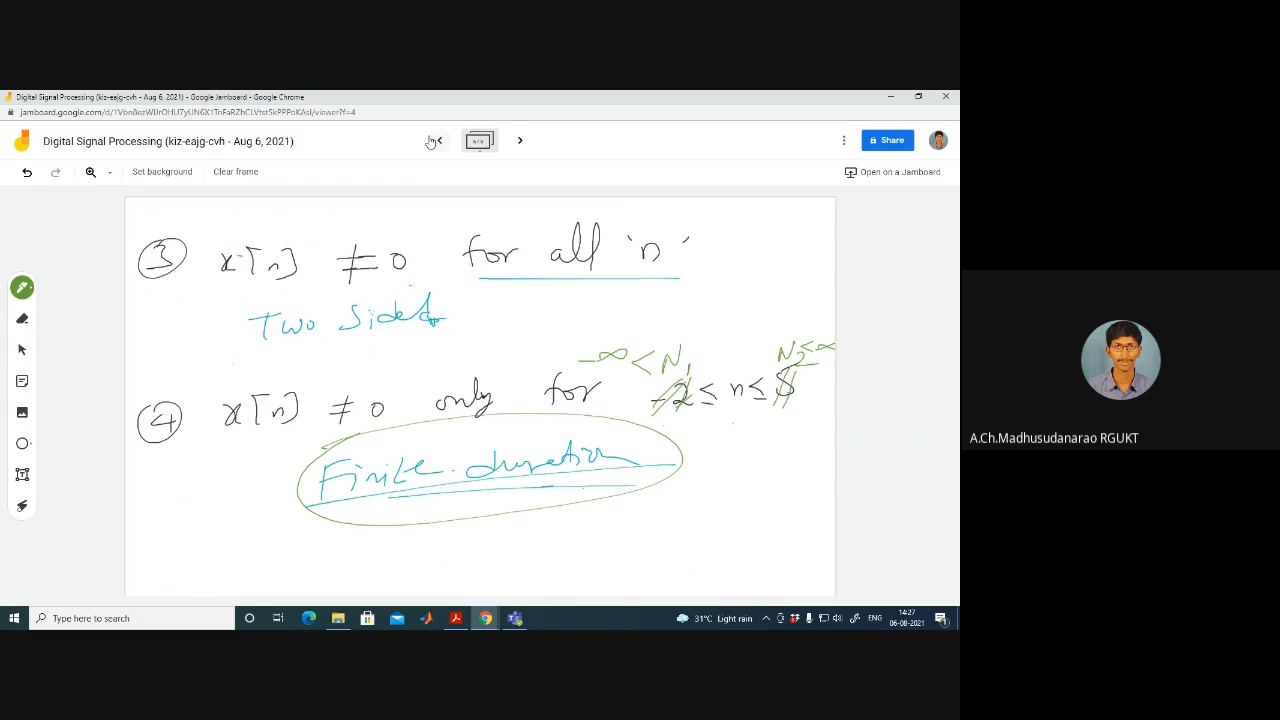 Digital Signal Processing (kiz-eajg-cvh - Aug 6, 2021) - Google Jamboard - Google Chrome
Digital Signal Processing (kiz-eajg-cvh - Aug 6, 2021)
Share
Set background
Clear frame
Open on a Jamboard
③ x[n] ≠ 0 for all 'n'
Two Sided
-∞ < N₁
N₂ < ∞
④ x[n] ≠ 0 only for ≤ n ≤
Finite duration
A.Ch.Madhusudanarao RGUKT
Type here to search
31°C Light rain
ENG
14:27
06-08-2021